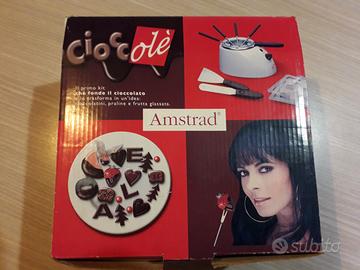 Cioccolè
Il primo kit
che fonde il cioccolato
e lo trasforma in un'idea:
cioccolatini, praline e frutta glassata.
Amstrad®
subito